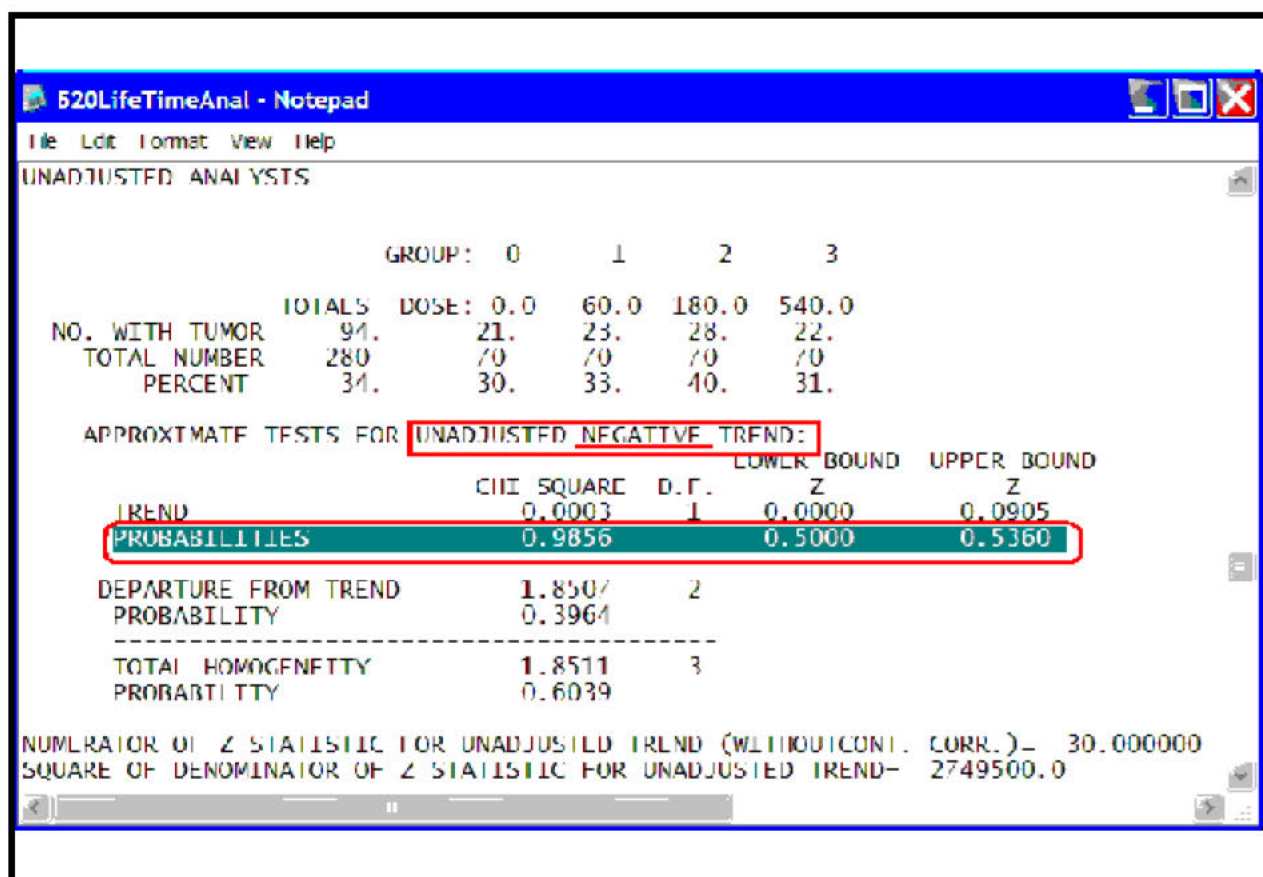 520LifeTimeAnal - Notepad
File Edit Format View Help
UNADJUSTED ANALYSIS
GROUP: 0 1 2 3
TOTALS DOSE: 0.0 60.0 180.0 540.0
NO. WITH TUMOR 94. 21. 23. 28. 22.
TOTAL NUMBER 280 70 70 70 70
PERCENT 34. 30. 33. 40. 31.
APPROXIMATE TESTS FOR UNADJUSTED NEGATIVE TREND:
LOWER BOUND UPPER BOUND
CHI SQUARE D.F. Z Z
TREND 0.0003 1 0.0000 0.0905
PROBABILITIES 0.9856 0.5000 0.5360
DEPARTURE FROM TREND 1.8507 2
PROBABILITY 0.3964
----------------------------------------
TOTAL HOMOGENEITY 1.8511 3
PROBABILITY 0.6039
NUMERATOR OF Z STATISTIC FOR UNADJUSTED TREND (WITHOUTCONT. CORR.)= 30.000000
SQUARE OF DENOMINATOR OF Z STATISTIC FOR UNADJUSTED TREND= 2749500.0